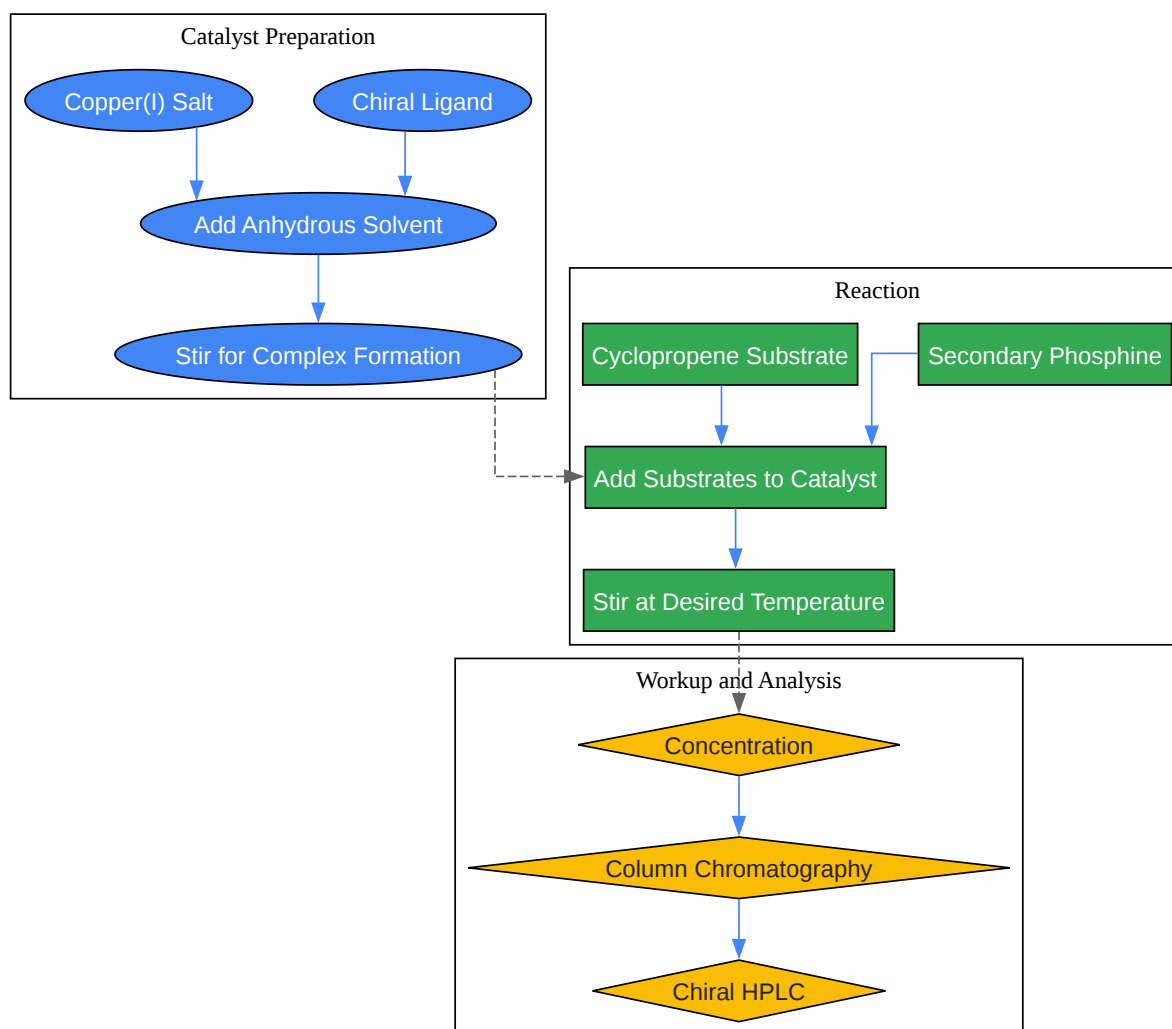 Catalyst Preparation
Copper(I) Salt
Chiral Ligand
Add Anhydrous Solvent
Stir for Complex Formation
Reaction
Cyclopropene Substrate
Secondary Phosphine
Add Substrates to Catalyst
Stir at Desired Temperature
Workup and Analysis
Concentration
Column Chromatography
Chiral HPLC